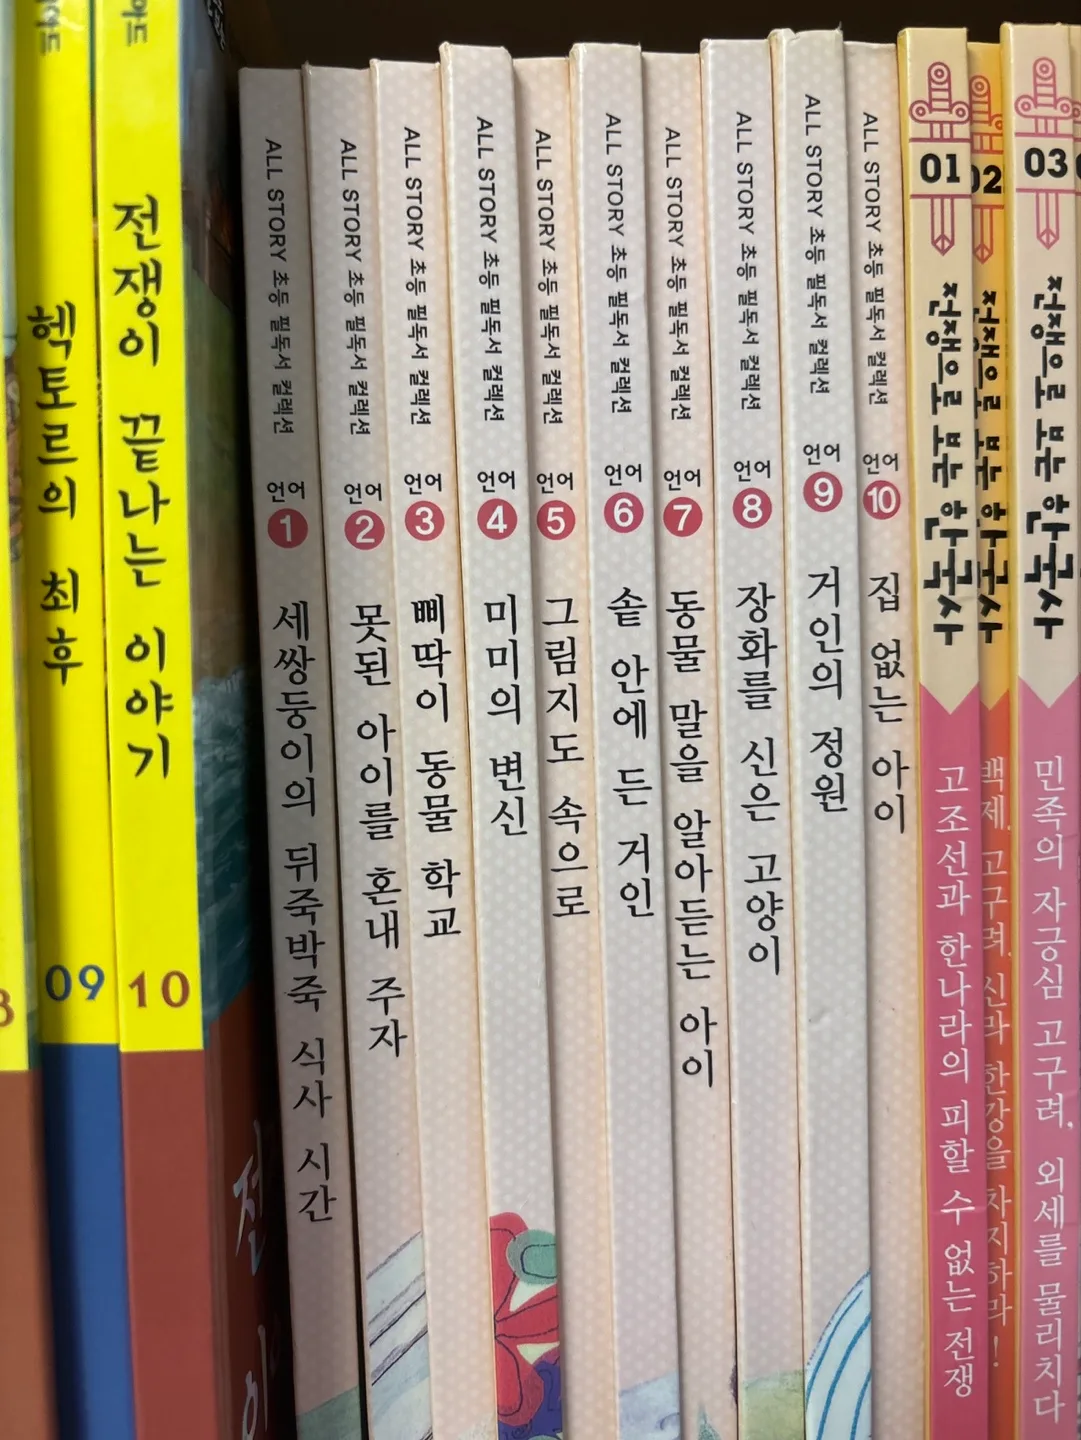 헥토르의 최후
09
전쟁이 끝나는 이야기
10
ALL STORY 초등 필독서 컬렉션
언어
1
세쌍둥이의 뒤죽박죽 식사 시간
ALL STORY 초등 필독서 컬렉션
언어
2
못된 아이를 혼내 주자
ALL STORY 초등 필독서 컬렉션
언어
3
삐딱이 동물 학교
ALL STORY 초등 필독서 컬렉션
언어
4
미미의 변신
ALL STORY 초등 필독서 컬렉션
언어
5
그림지도 속으로
ALL STORY 초등 필독서 컬렉션
언어
6
솥 안에 든 거인
ALL STORY 초등 필독서 컬렉션
언어
7
동물 말을 알아듣는 아이
ALL STORY 초등 필독서 컬렉션
언어
8
장화를 신은 고양이
ALL STORY 초등 필독서 컬렉션
언어
9
거인의 정원
ALL STORY 초등 필독서 컬렉션
언어
10
집 없는 아이
01
전쟁으로 보는 한국사
고조선과 한나라의 피할 수 없는 전쟁
02
전쟁으로 보는 한국사
백제, 고구려, 신라 한강을 차지하라!
03
전쟁으로 보는 한국사
민족의 자긍심 고구려, 외세를 물리치다